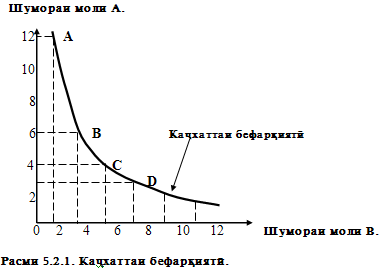 Шумораи моли А.
12
A
10
8
6
B
Каҷхаттаи бефарқиятӣ
4
C
D
2
0 2 4 6 8 10 12
Шумораи моли В.
Расми 5.2.1. Каҷхаттаи бефарқиятӣ.